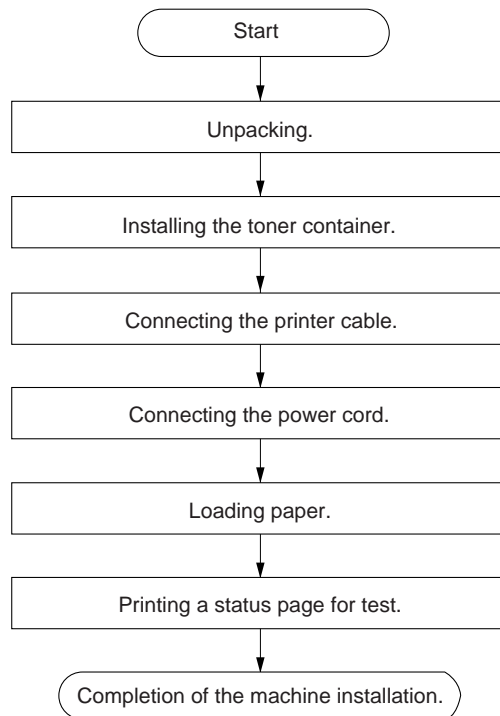 Start
Unpacking.
Installing the toner container.
Connecting the printer cable.
Connecting the power cord.
Loading paper.
Printing a status page for test.
Completion of the machine installation.